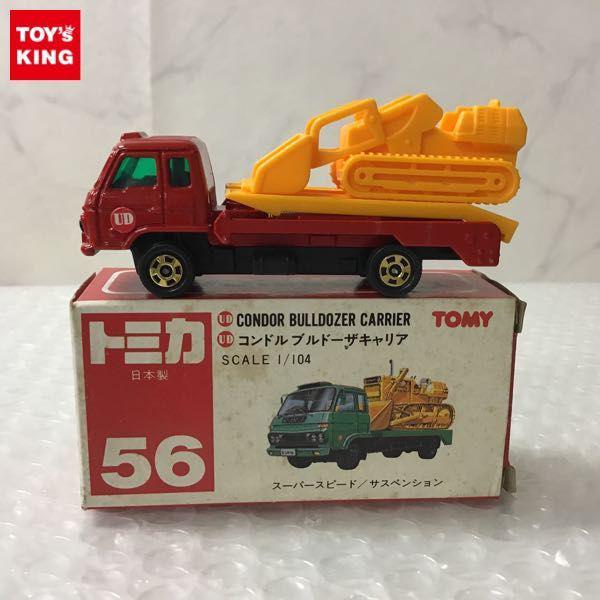 TOY's
KING
UD
トミカ
日本製
56
UD CONDOR BULLDOZER CARRIER
UD コンドル ブルドーザキャリア
SCALE 1/104
TOMY
スーパースピード/サスペンション